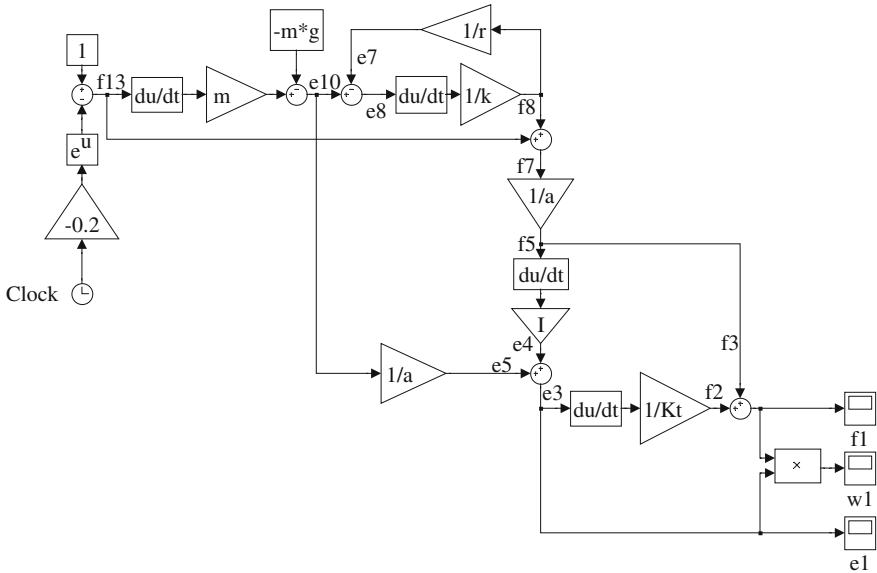 -m*g
1/r
1
e7
f13
e10
du/dt
m
e8
du/dt
1/k
f8
e^u
f7
1/a
-0.2
f5
du/dt
Clock
I
e4
f3
1/a
e5
e3
du/dt
1/Kt
f2
f1
×
w1
e1